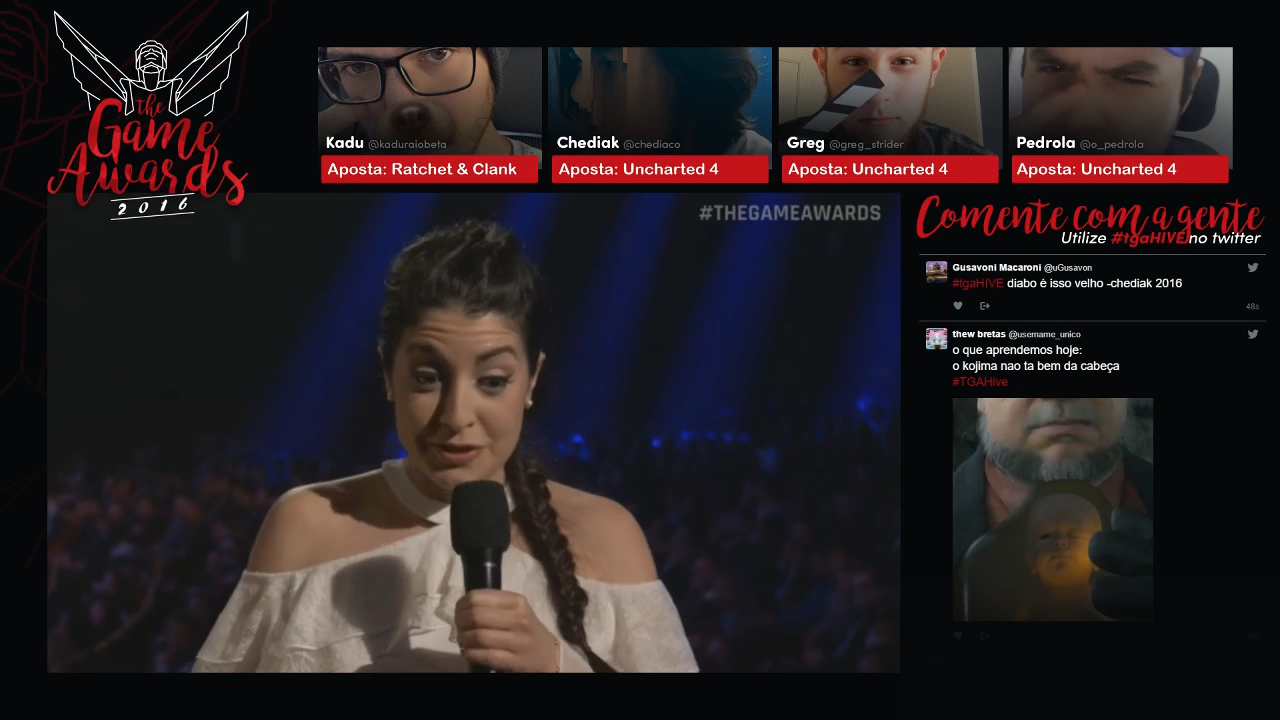 the
Game
Awards
2016
Kadu @kaduraiobeta
Aposta: Ratchet & Clank
Chediak @chediaco
Aposta: Uncharted 4
Greg @greg_strider
Aposta: Uncharted 4
Pedrola @o_pedrola
Aposta: Uncharted 4
#THEGAMEAWARDS
Comente com a gente
Utilize #tgaHIVE no twitter
Gusavoni Macaroni @uGusavon
#tgaHIVE diabo é isso velho -chediak 2016
48s
thew bretas @username_unico
o que aprendemos hoje:
o kojima nao ta bem da cabeça
#TGAHive